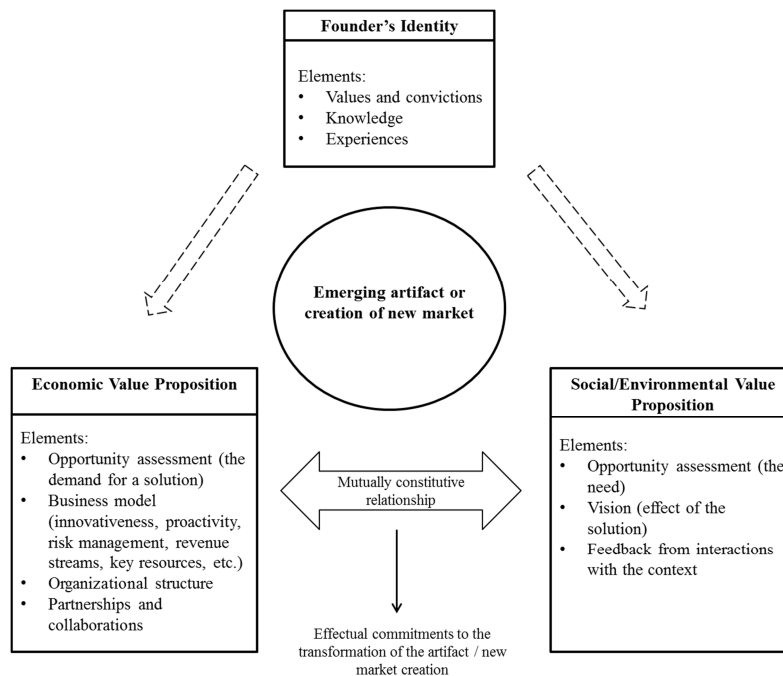 Founder's Identity
Elements:
• Values and convictions
• Knowledge
• Experiences
Emerging artifact or
creation of new market
Economic Value Proposition
Elements:
• Opportunity assessment (the
demand for a solution)
• Business model
(innovativeness, proactivity,
risk management, revenue
streams, key resources, etc.)
• Organizational structure
• Partnerships and
collaborations
Social/Environmental Value
Proposition
Elements:
• Opportunity assessment (the
need)
• Vision (effect of the
solution)
• Feedback from interactions
with the context
Mutually constitutive
relationship
Effectual commitments to the
transformation of the artifact / new
market creation